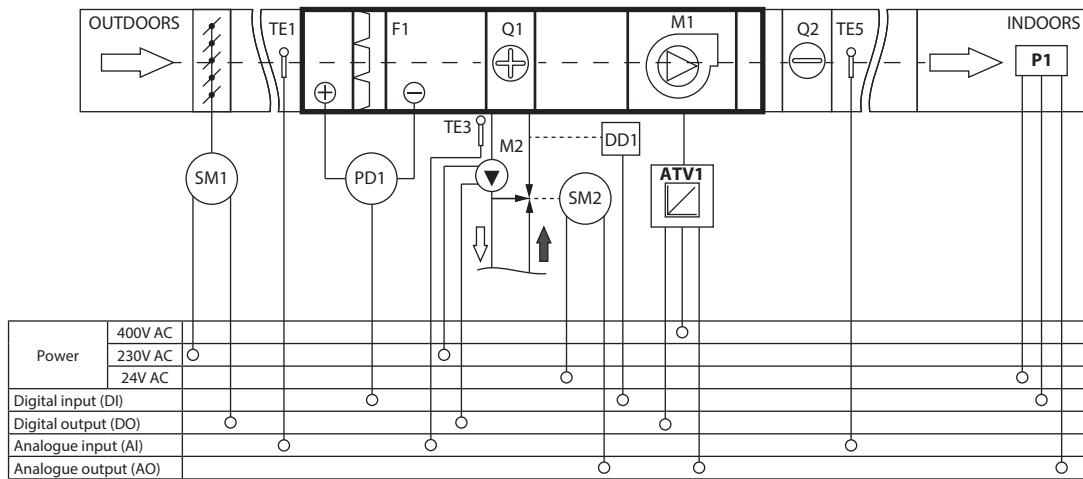 OUTDOORS
TE1
F1
Q1
M1
Q2
TE5
INDOORS
P1
TE3
M2
DD1
SM1
PD1
SM2
ATV1
Power
400V AC
230V AC
24V AC
Digital input (DI)
Digital output (DO)
Analogue input (AI)
Analogue output (AO)